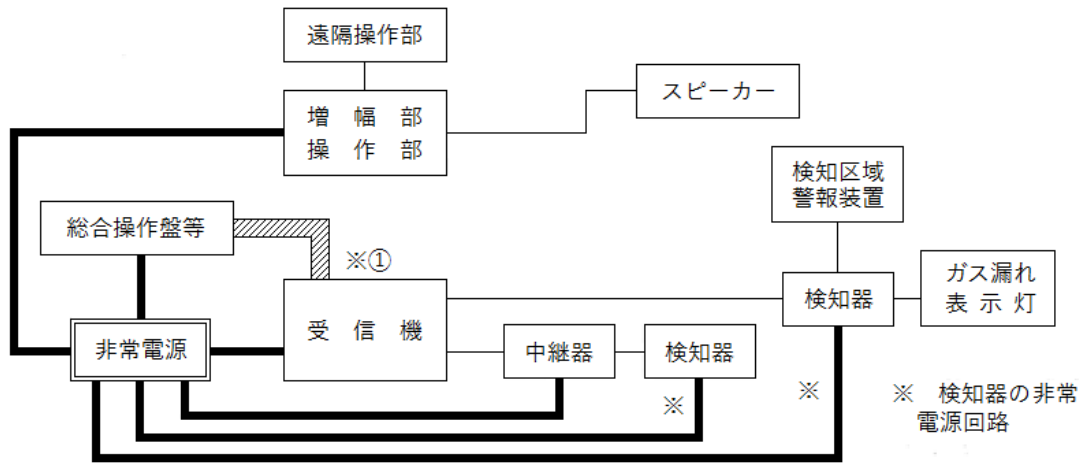 遠隔操作部
増幅部
操作部
スピーカー
検知区域
警報装置
総合操作盤等
※①
ガス漏れ
表示灯
検知器
受信機
非常電源
中継器
検知器
※
※
※ 検知器の非常
電源回路